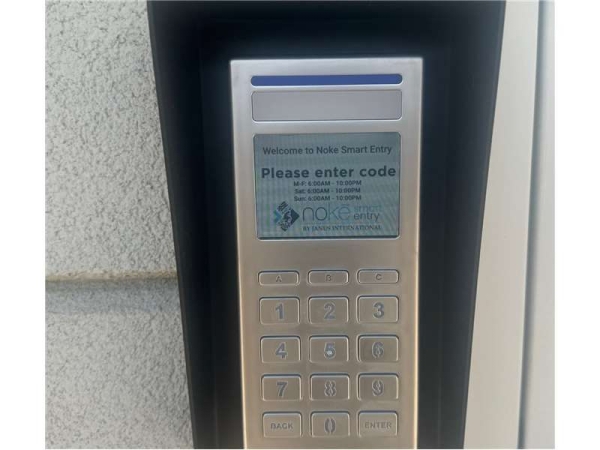 Welcome to Noke Smart Entry
Please enter code
M-F: 6:00AM - 10:00PM
Sat: 6:00AM - 10:00PM
Sun: 6:00AM - 10:00PM
nokē smart entry
BY JANUS INTERNATIONAL
A B C
1 2 3
4 5 6
7 8 9
BACK 0 ENTER